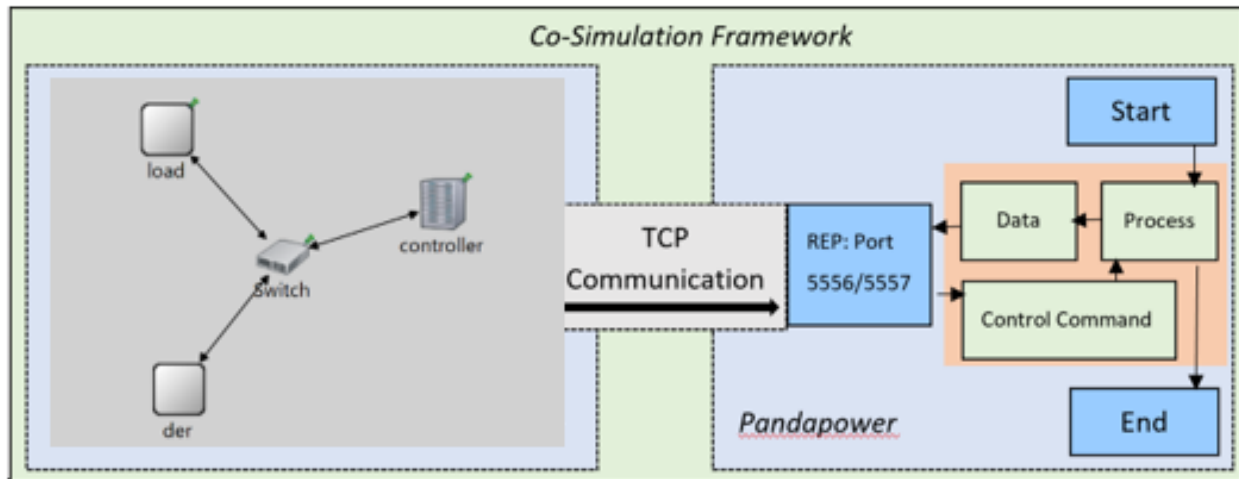 Co-Simulation Framework
load
controller
Switch
der
TCP
Communication
REP: Port
5556/5557
Start
Data
Process
Control Command
End
Pandapower